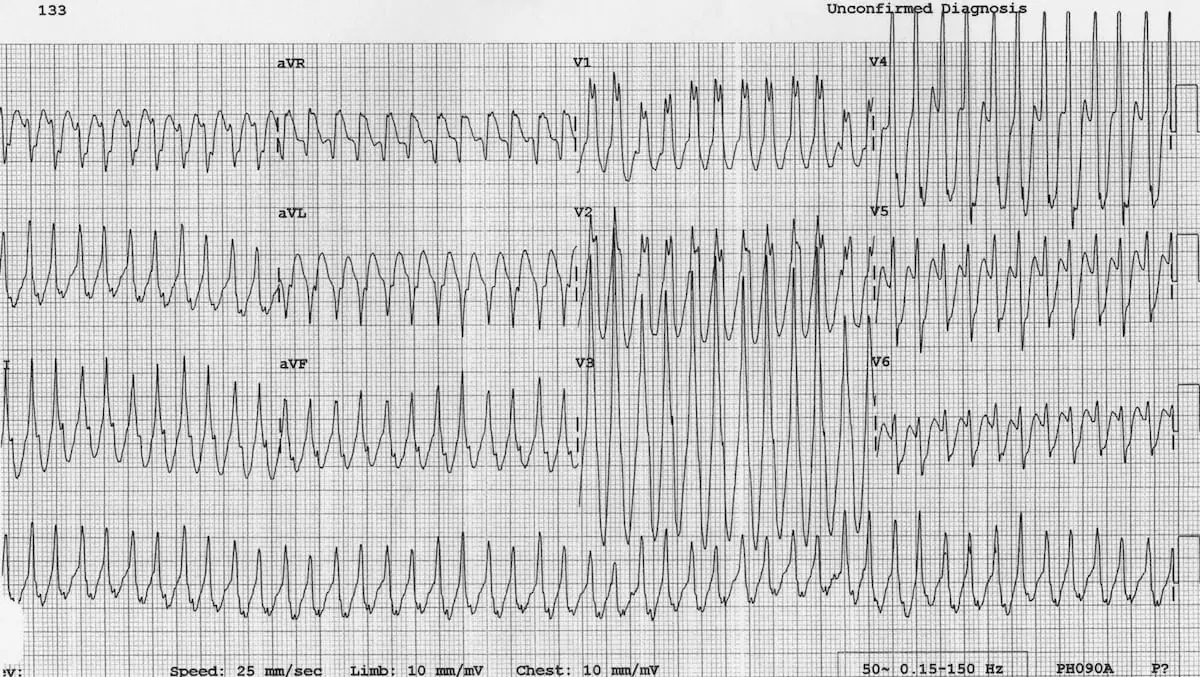 133 Unconfirmed Diagnosis
aVR V1 V4
aVL V2 V5
I aVF V3 V6
Speed: 25 mm/sec Limb: 10 mm/mV Chest: 10 mm/mV 50~ 0.15-150 Hz PH090A P?